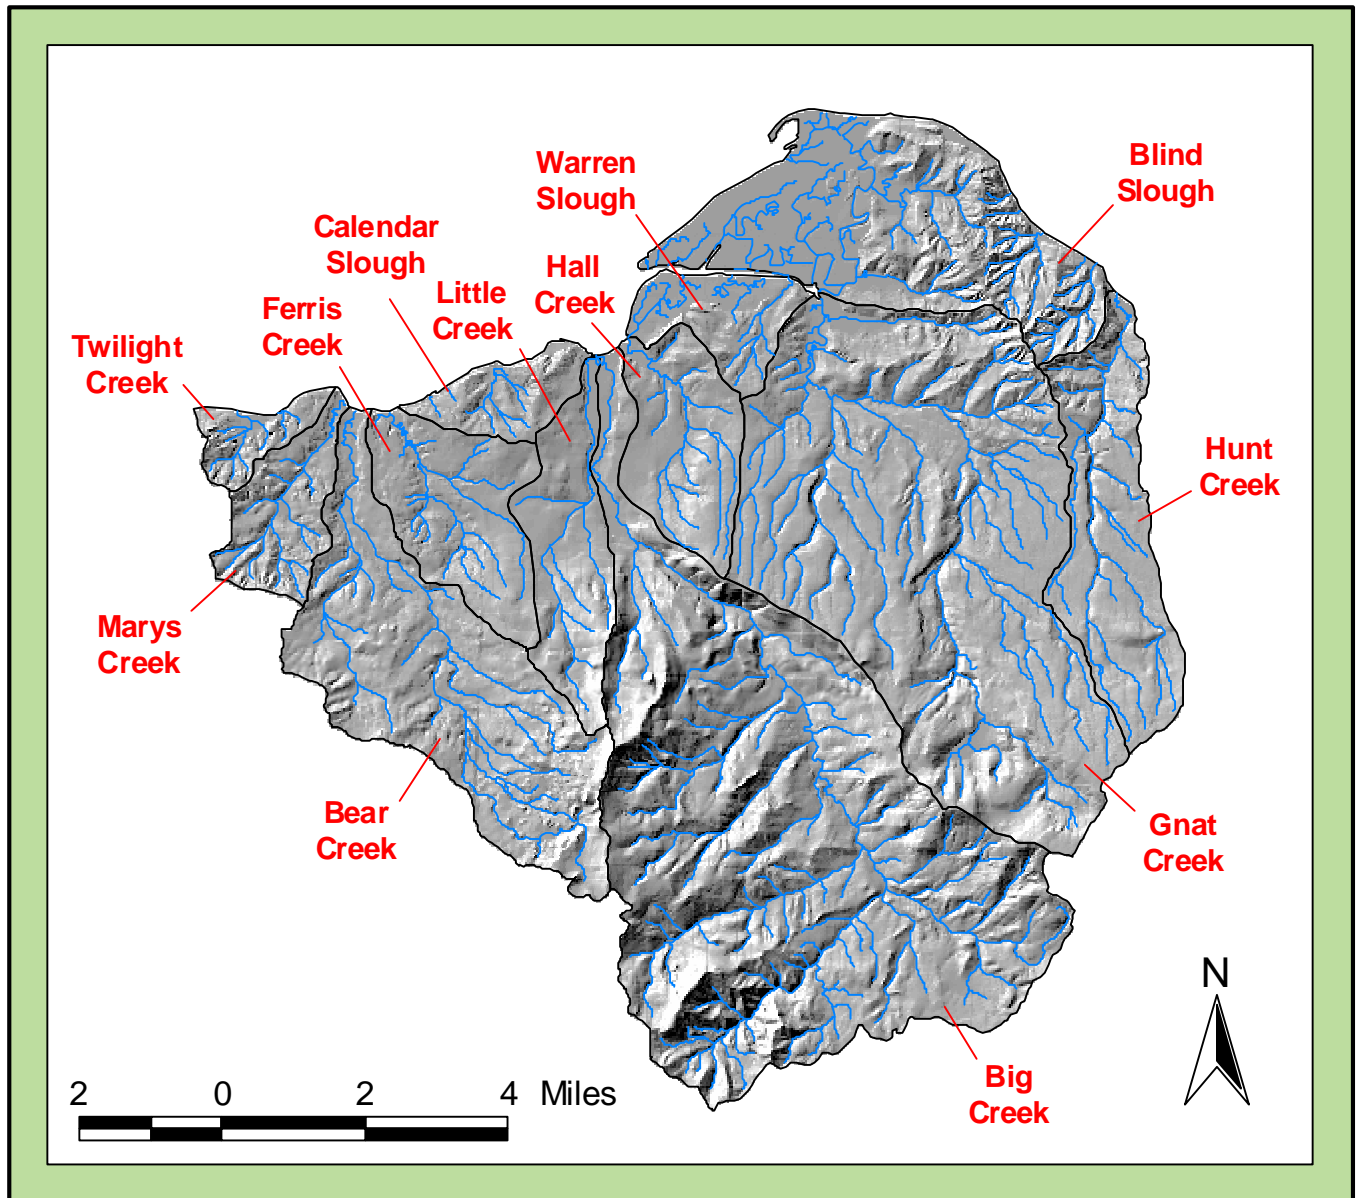 Warren
Slough
Blind
Slough
Calendar
Slough
Hall
Creek
Little
Creek
Ferris
Creek
Twilight
Creek
Hunt
Creek
Marys
Creek
Bear
Creek
Gnat
Creek
Big
Creek
N
2 0 2 4 Miles